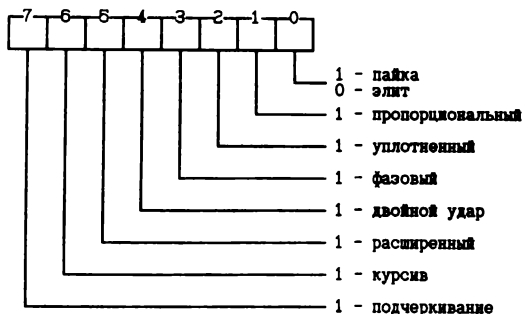 7 6 5 4 3 2 1 0
1 - пайка
0 - элит
1 - пропорциональный
1 - уплотненный
1 - фазовый
1 - двойной удар
1 - расширенный
1 - курсив
1 - подчеркивание